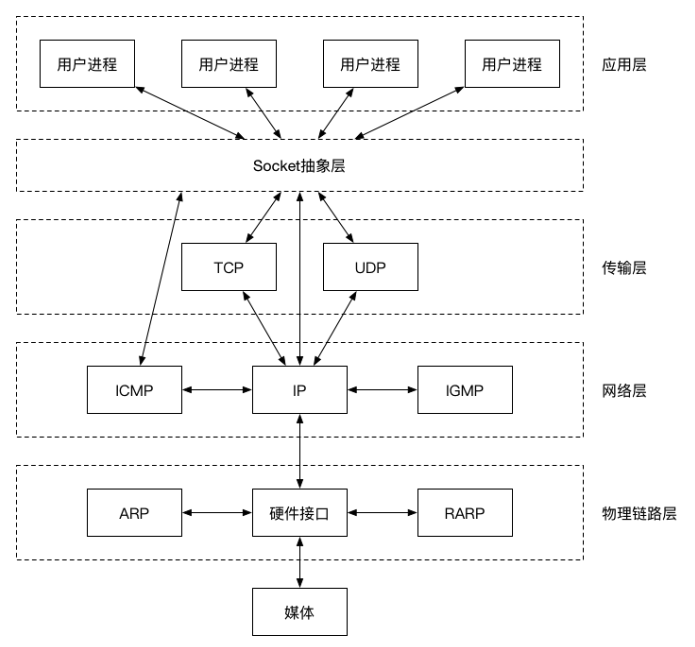 用户进程 用户进程 用户进程 用户进程 应用层
Socket抽象层
TCP UDP 传输层
ICMP IP IGMP 网络层
ARP 硬件接口 RARP 物理链路层
媒体